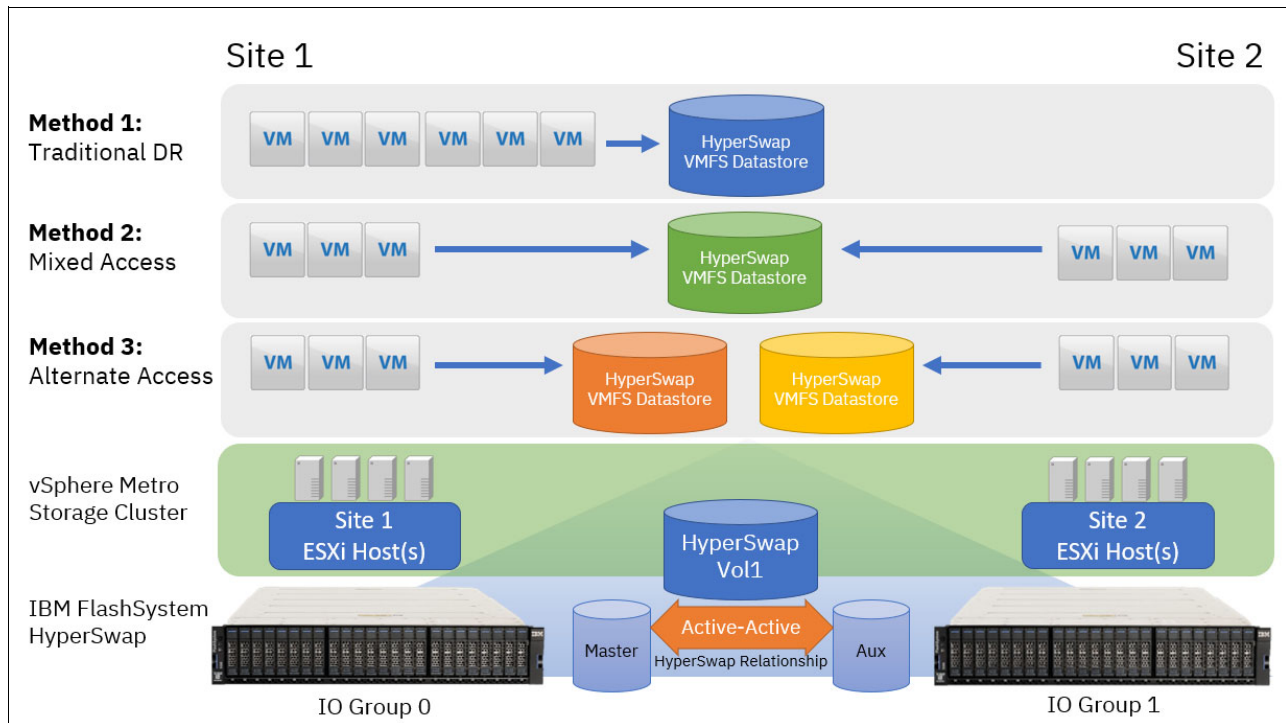 Site 1
Site 2
Method 1:
Traditional DR
VM VM VM VM VM VM
HyperSwap
VMFS Datastore
Method 2:
Mixed Access
VM VM VM
HyperSwap
VMFS Datastore
VM VM VM
Method 3:
Alternate Access
VM VM VM
HyperSwap
VMFS Datastore
HyperSwap
VMFS Datastore
VM VM VM
vSphere Metro
Storage Cluster
Site 1
ESXi Host(s)
HyperSwap
Vol1
Site 2
ESXi Host(s)
IBM FlashSystem
HyperSwap
IBM
Master
Active-Active
HyperSwap Relationship
Aux
IBM
IO Group 0
IO Group 1